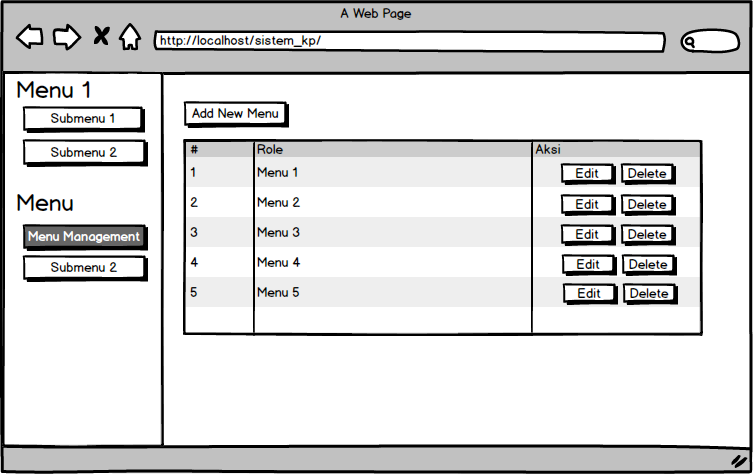 A Web Page
http://localhost/sistem_kp/
Menu 1
Submenu 1
Submenu 2
Menu
Menu Management
Submenu 2
Add New Menu
# Role Aksi
1 Menu 1 Edit Delete
2 Menu 2 Edit Delete
3 Menu 3 Edit Delete
4 Menu 4 Edit Delete
5 Menu 5 Edit Delete